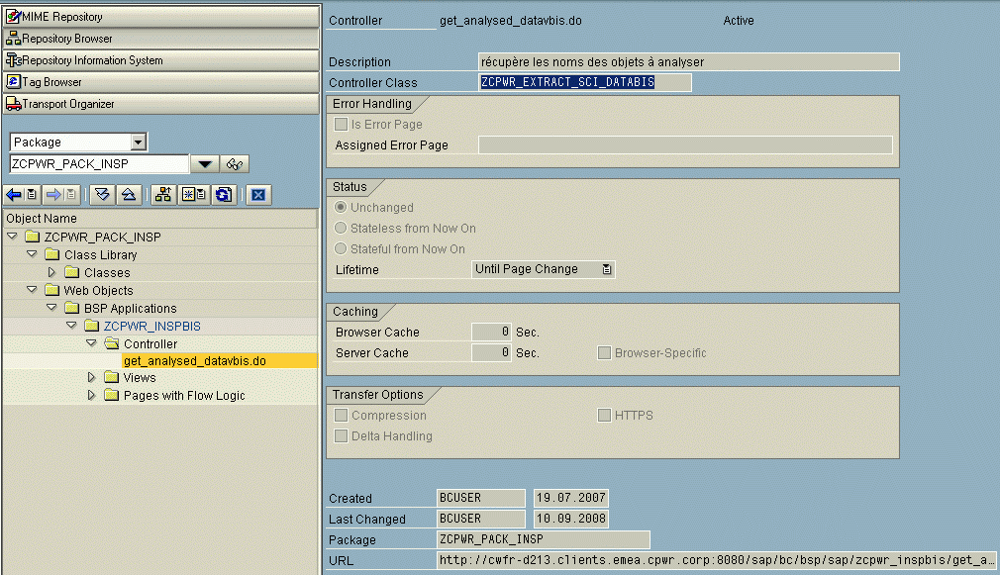 MIME Repository
Repository Browser
Repository Information System
Tag Browser
Transport Organizer
Package
ZCPWR_PACK_INSP
Object Name
ZCPWR_PACK_INSP
Class Library
Classes
Web Objects
BSP Applications
ZCPWR_INSPBIS
Controller
get_analysed_datavbis.do
Views
Pages with Flow Logic
Controller get_analysed_datavbis.do Active
Description récupère les noms des objets à analyser
Controller Class ZCPWR_EXTRACT_SCI_DATABIS
Error Handling
Is Error Page
Assigned Error Page
Status
Unchanged
Stateless from Now On
Stateful from Now On
Lifetime Until Page Change
Caching
Browser Cache 0 Sec.
Server Cache 0 Sec. Browser-Specific
Transfer Options
Compression HTTPS
Delta Handling
Created BCUSER 19.07.2007
Last Changed BCUSER 10.09.2008
Package ZCPWR_PACK_INSP
URL http://cwfr-d213.clients.emea.cpwr.corp:8080/sap/bc/bsp/sap/zcpwr_inspbis/get_a...